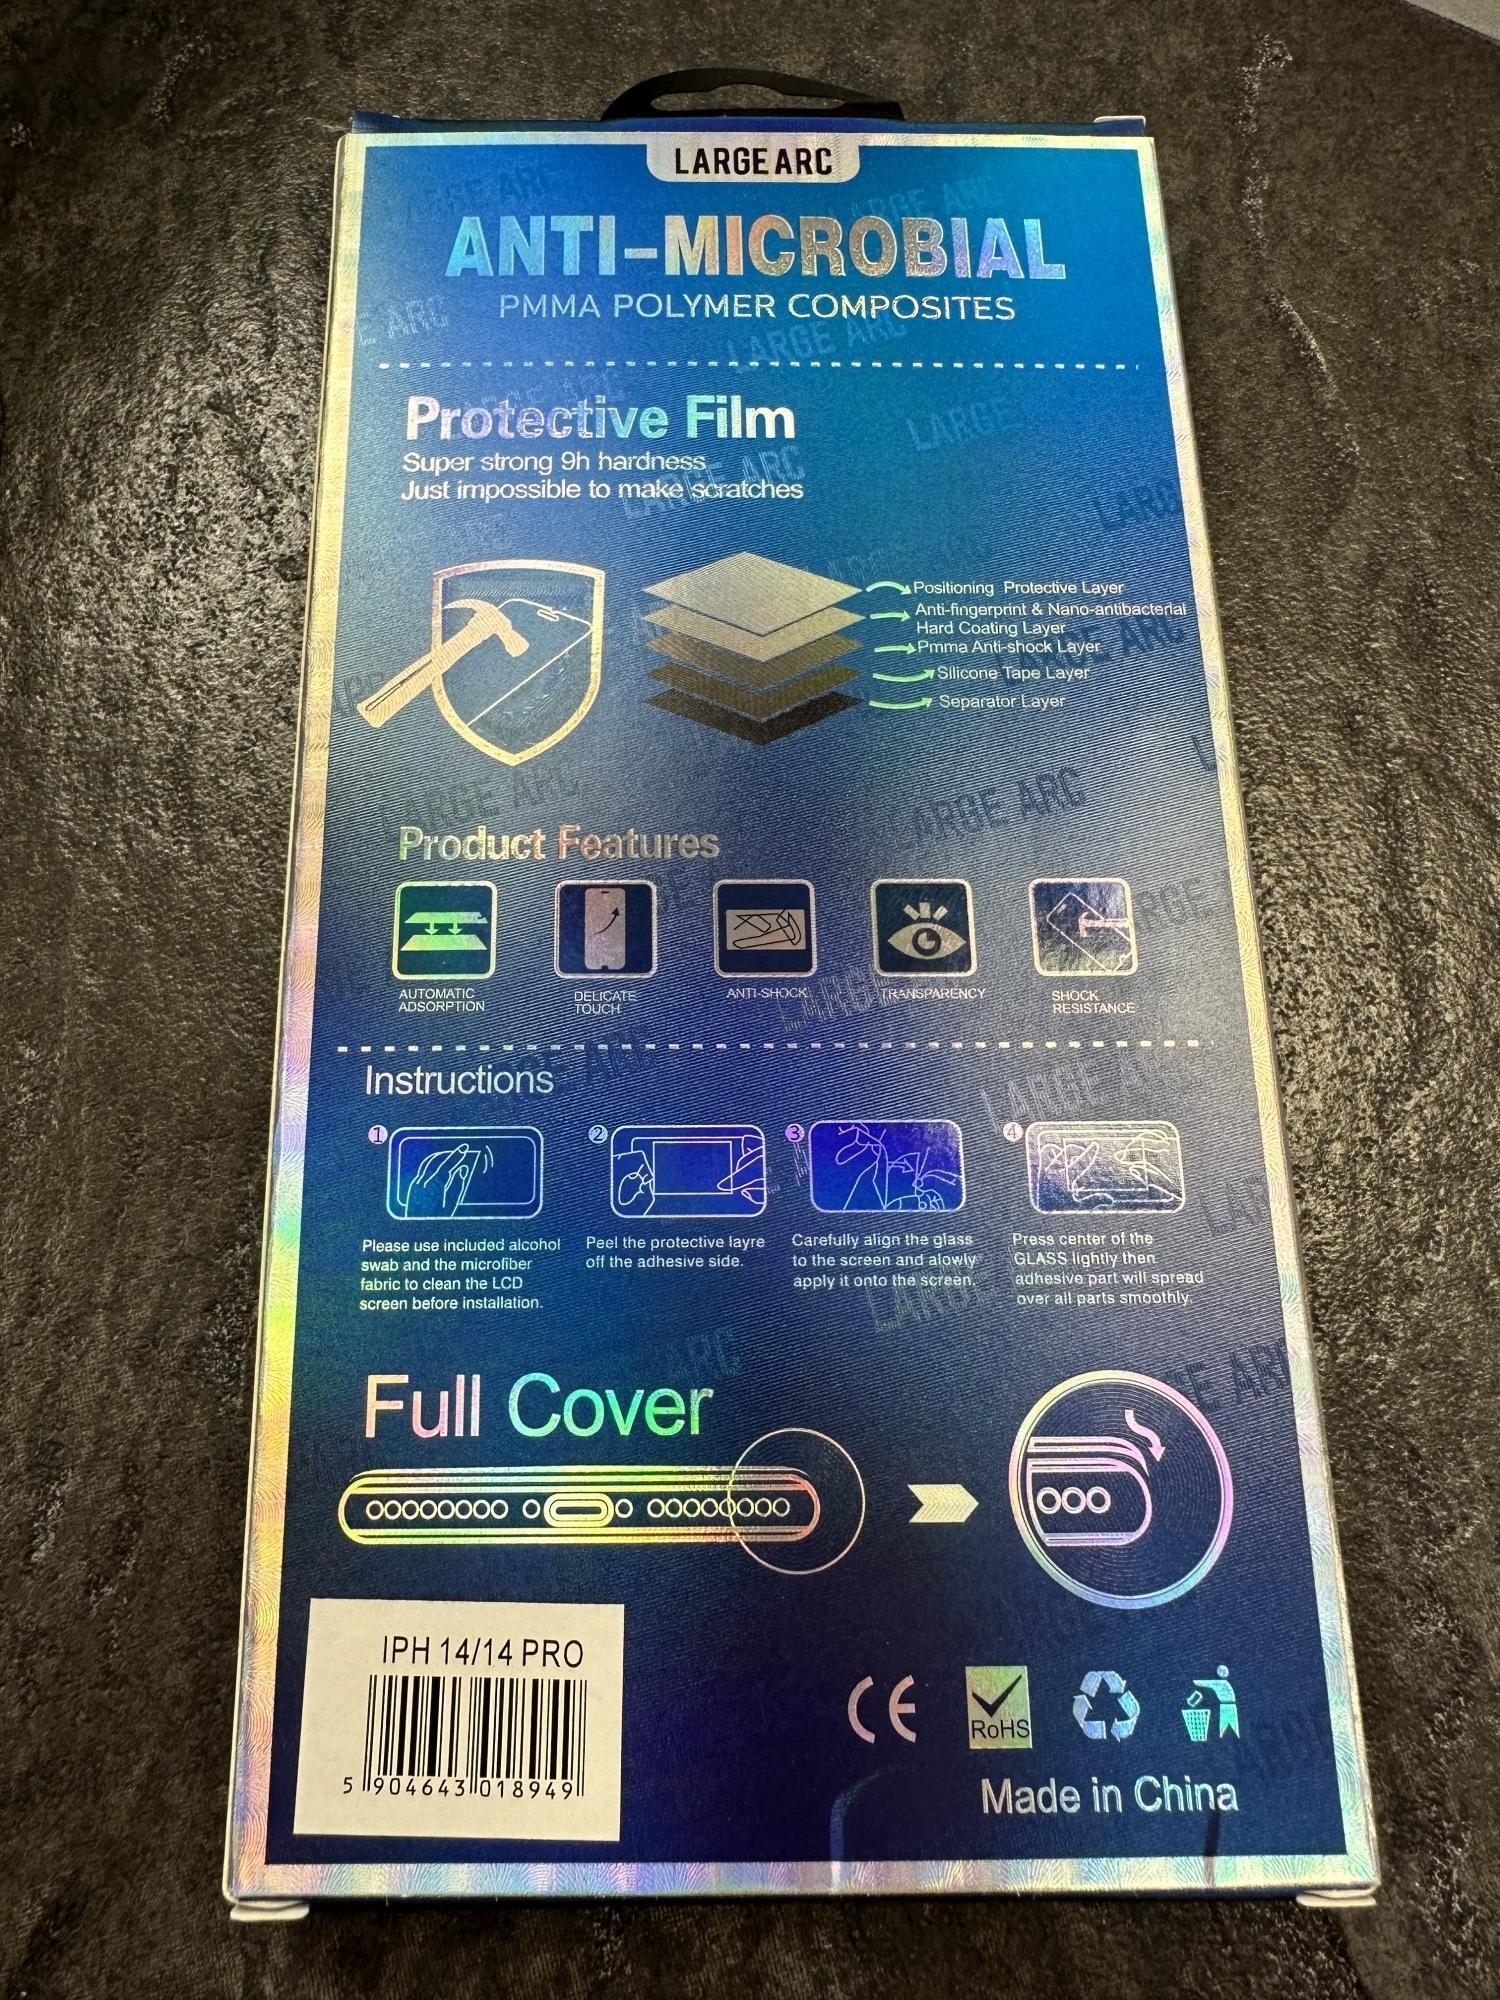 LARGE ARC
ANTI-MICROBIAL
PMMA POLYMER COMPOSITES
Protective Film
Super strong 9h hardness
Just impossible to make scratches
Positioning Protective Layer
Anti-fingerprint & Nano-antibacterial
Hard Coating Layer
Pmma Anti-shock Layer
Silicone Tape Layer
Separator Layer
Product Features
AUTOMATIC
ADSORPTION
DELICATE
TOUCH
ANTI-SHOCK
TRANSPARENCY
SHOCK
RESISTANCE
Instructions
1
Please use included alcohol
swab and the microfiber
fabric to clean the LCD
screen before installation.
2
Peel the protective layre
off the adhesive side.
3
Carefully align the glass
to the screen and alowly
apply it onto the screen.
4
Press center of the
GLASS lightly then
adhesive part will spread
over all parts smoothly.
Full Cover
IPH 14/14 PRO
5 904643 018949
CE
RoHS
Made in China